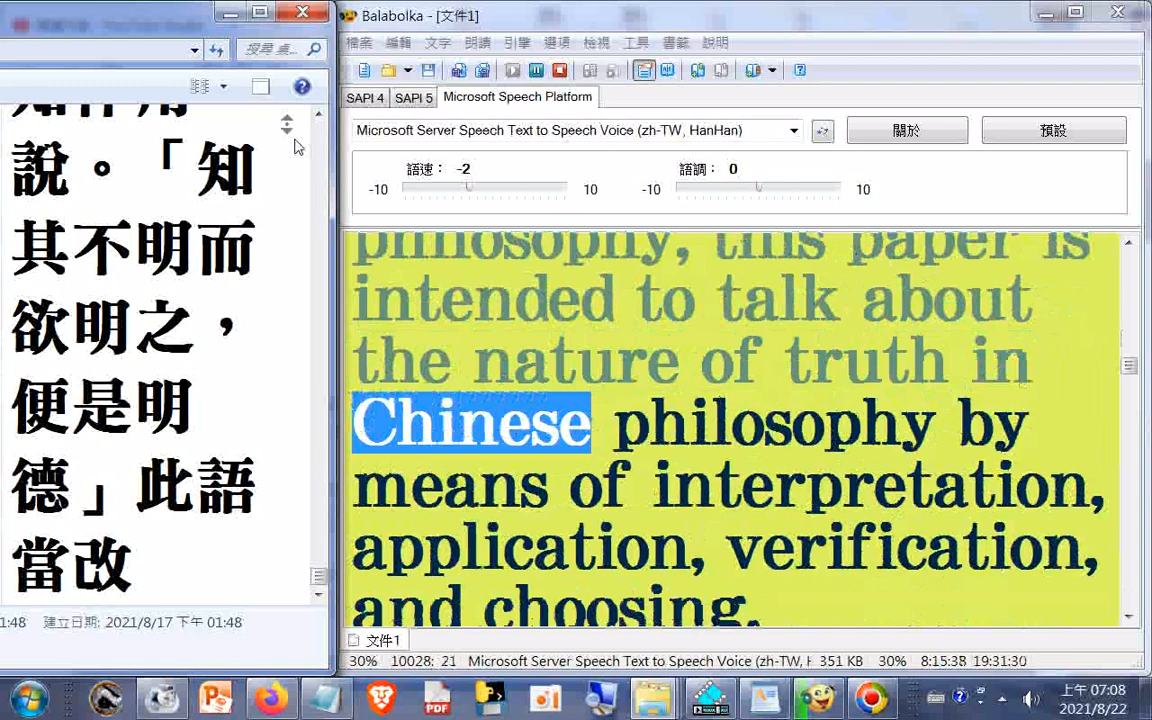 Balabolka - [文件1]
檔案 編輯 文字 朗讀 引擎 選項 檢視 工具 書籤 說明
搜尋 桌...
SAPI 4 SAPI 5 Microsoft Speech Platform
Microsoft Server Speech Text to Speech Voice (zh-TW, HanHan) 關於 預設
語速： -2 語調： 0
-10 10 -10 10
說。「知
其不明而
欲明之，
便是明
德」此語
當改
philosophy, this paper is
intended to talk about
the nature of truth in
Chinese philosophy by
means of interpretation,
application, verification,
and choosing.
1:48 建立日期: 2021/8/17 下午 01:48
文件1
30% 10028: 21 Microsoft Server Speech Text to Speech Voice (zh-TW, H 351 KB 30% 8:15:38 19:31:30
上午 07:08
2021/8/22